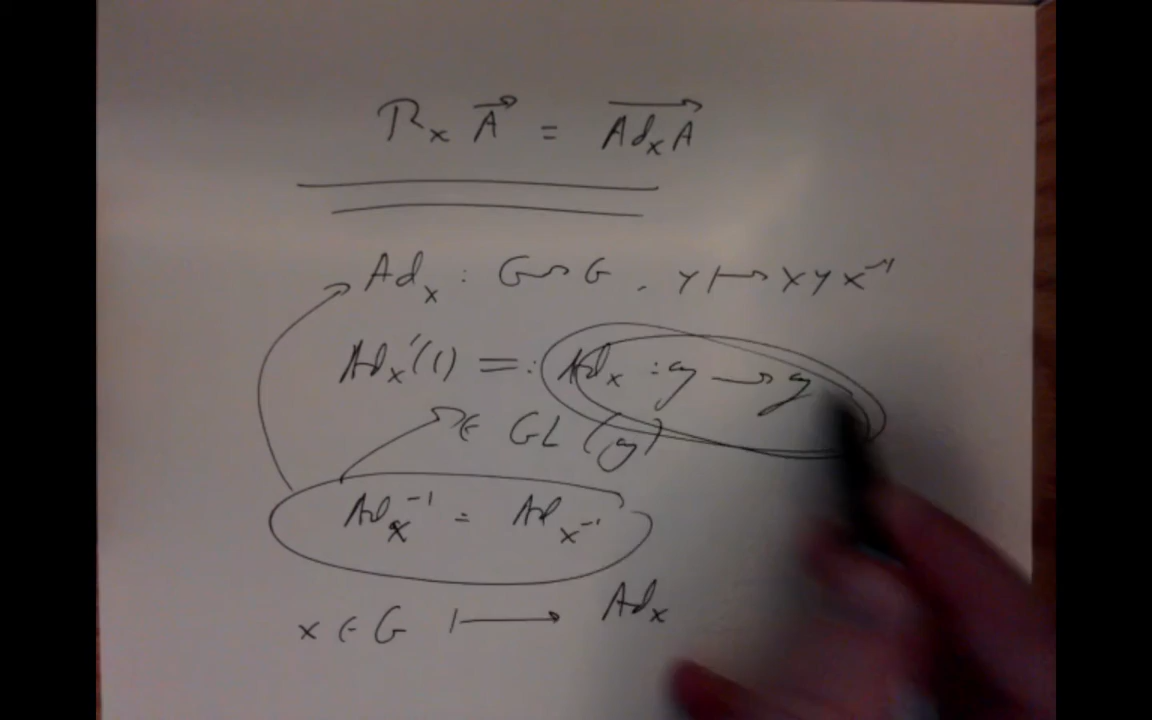 R_x \vec{A} = \overrightarrow{Ad_x A}
Ad_x : G → G . y ↦ x y x^{-1}
Ad_x'(1) =: Ad_x : 𝔤 → 𝔤
∈ GL (𝔤)
Ad_x^{-1} = Ad_{x^{-1}}
x ∈ G ↦ Ad_x